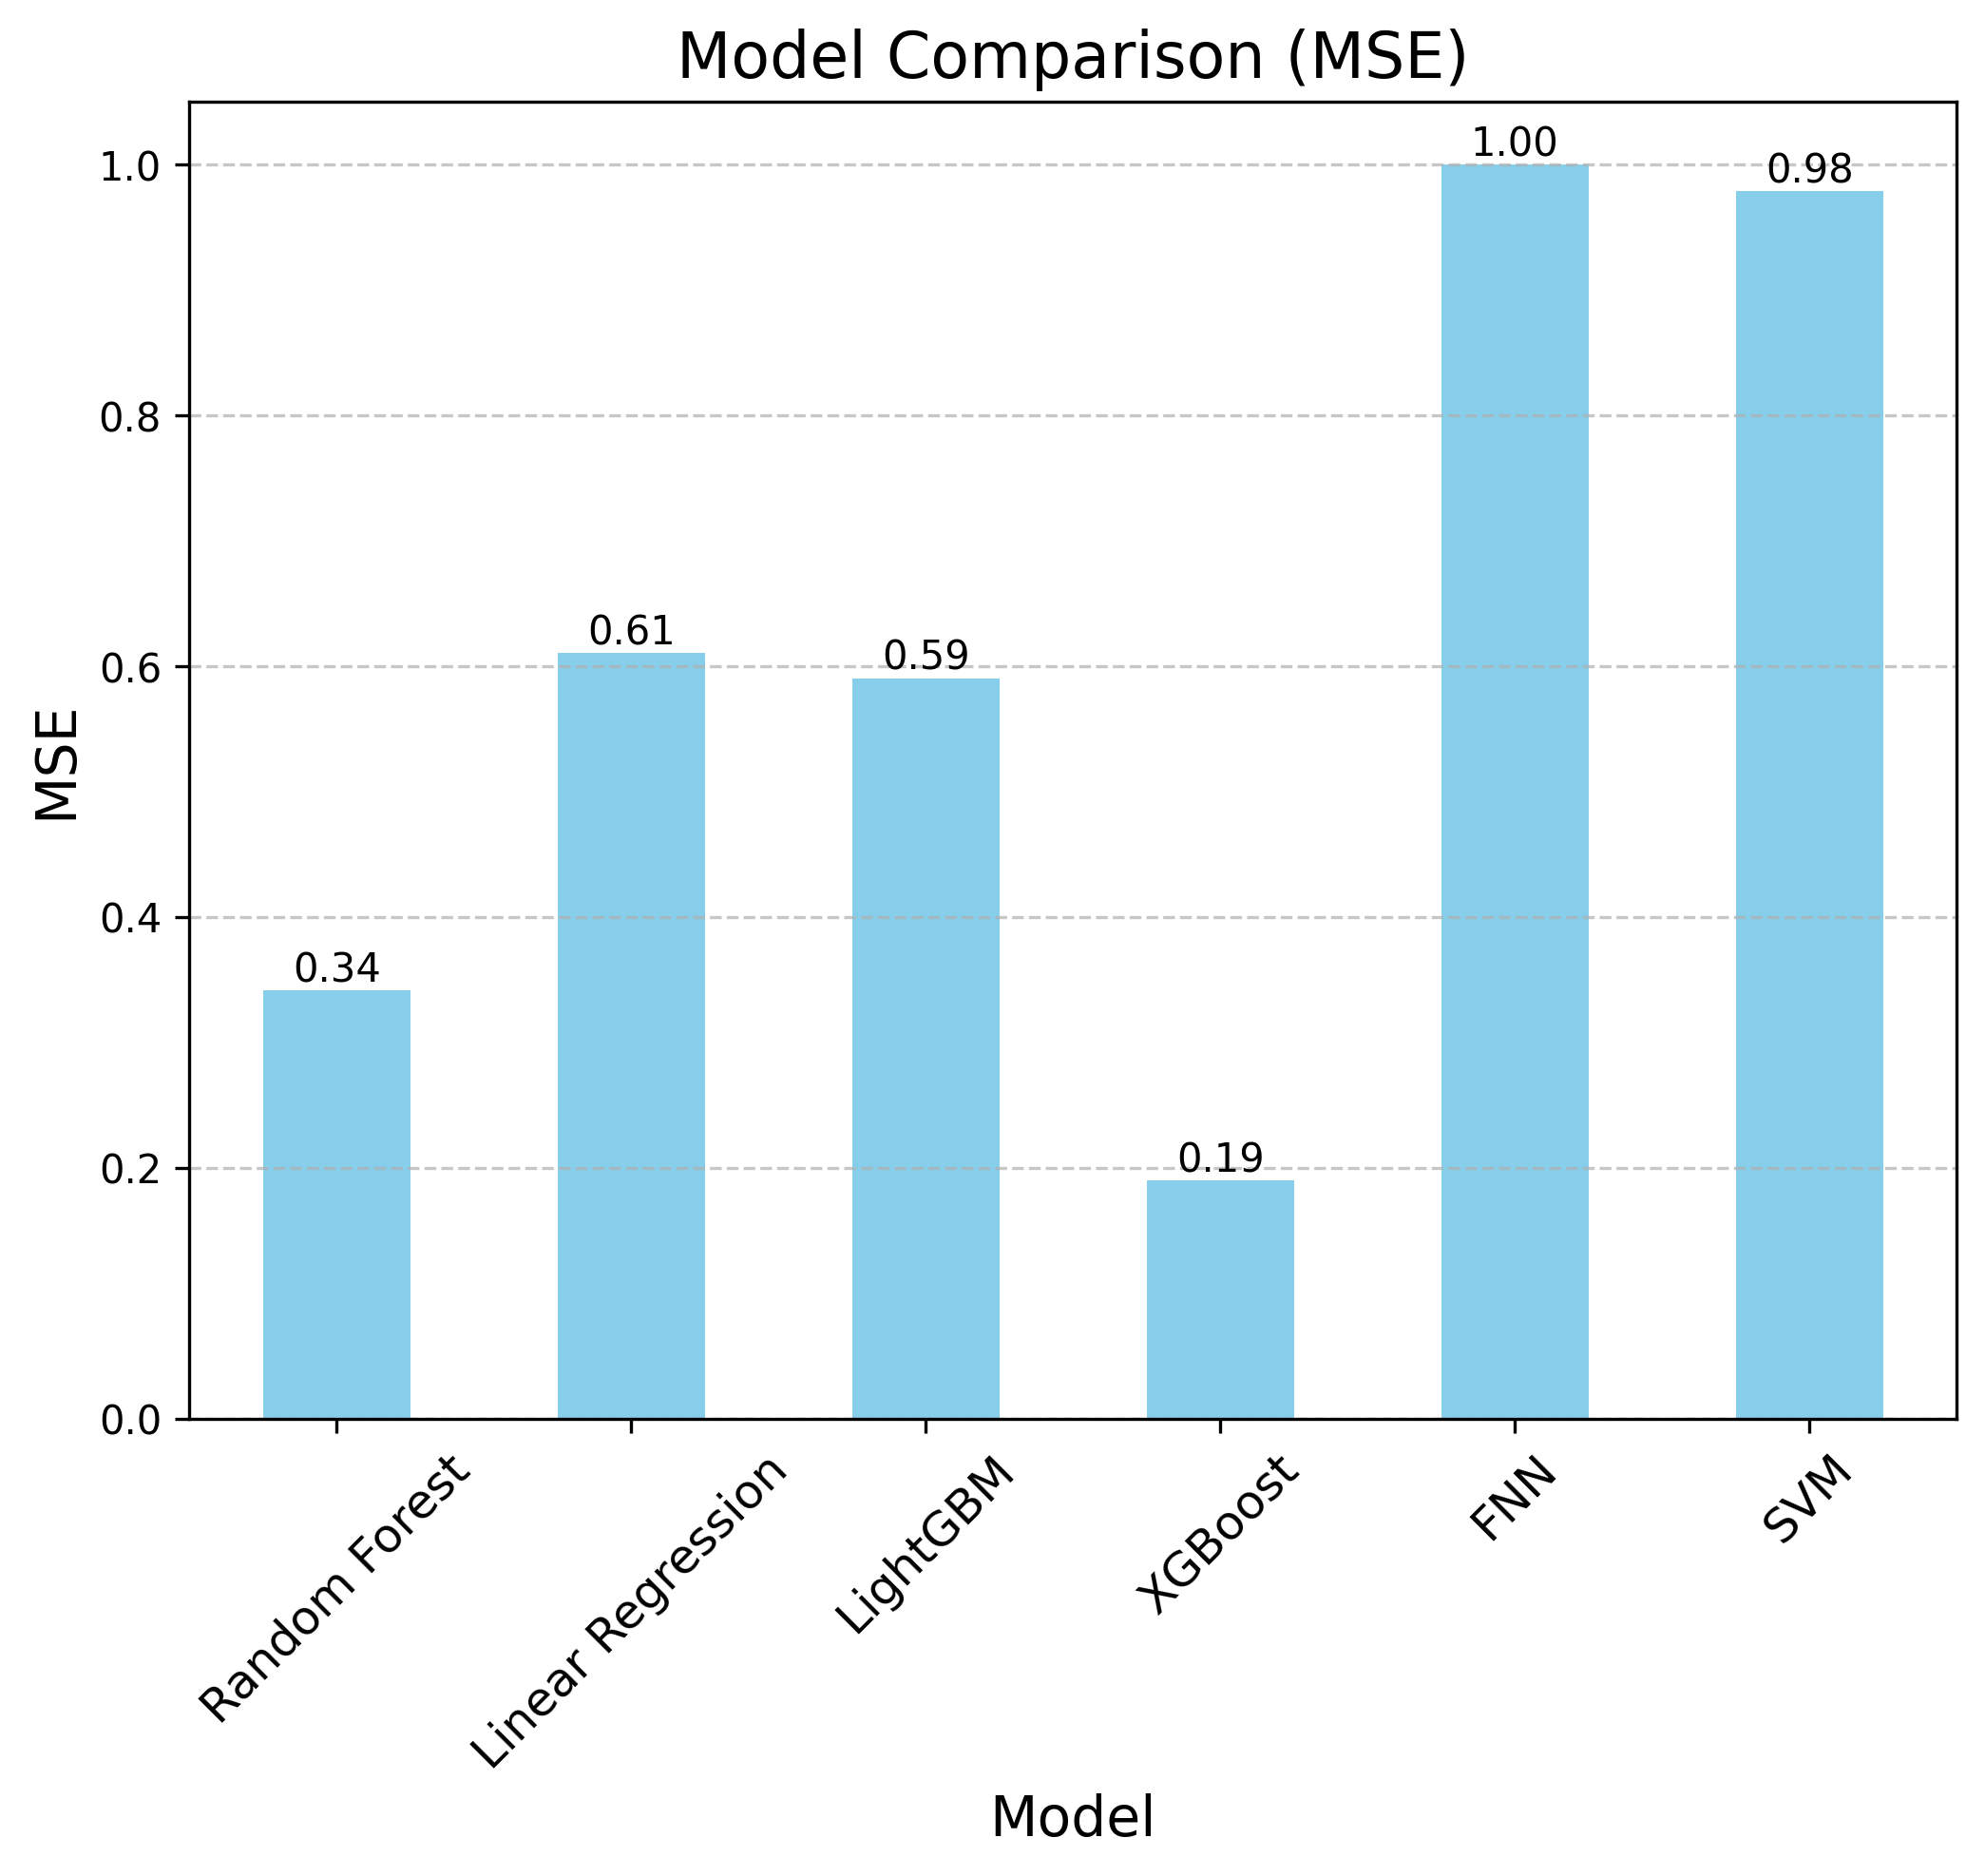 Model Comparison (MSE)
MSE
1.0
0.8
0.6
0.4
0.2
0.0
0.34
0.61
0.59
0.19
1.00
0.98
Random Forest
Linear Regression
LightGBM
XGBoost
FNN
SVM
Model